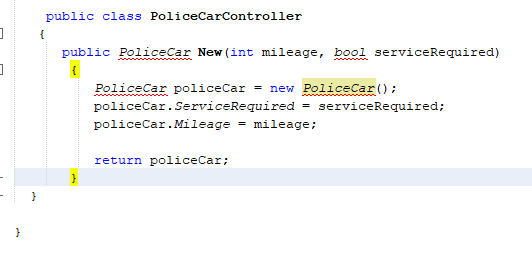 public class PoliceCarController
{
public PoliceCar New(int mileage, bool serviceRequired)
{
PoliceCar policeCar = new PoliceCar();
policeCar.ServiceRequired = serviceRequired;
policeCar.Mileage = mileage;
return policeCar;
}
}
}